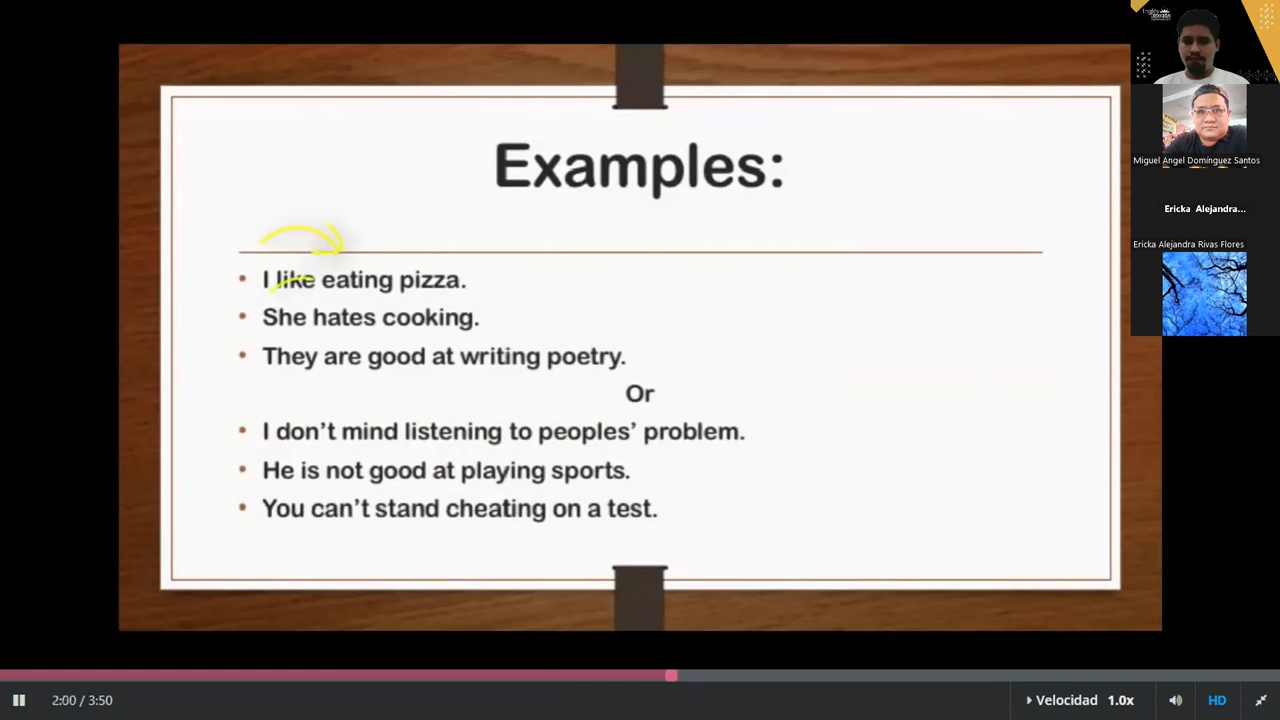 Examples:
• I like eating pizza.
• She hates cooking.
• They are good at writing poetry.
Or
• I don’t mind listening to peoples’ problem.
• He is not good at playing sports.
• You can’t stand cheating on a test.
Inglés
Miguel Angel Domínguez Santos
Ericka Alejandra...
Ericka Alejandra Rivas Flores
2:00 / 3:50
Velocidad 1.0x
HD